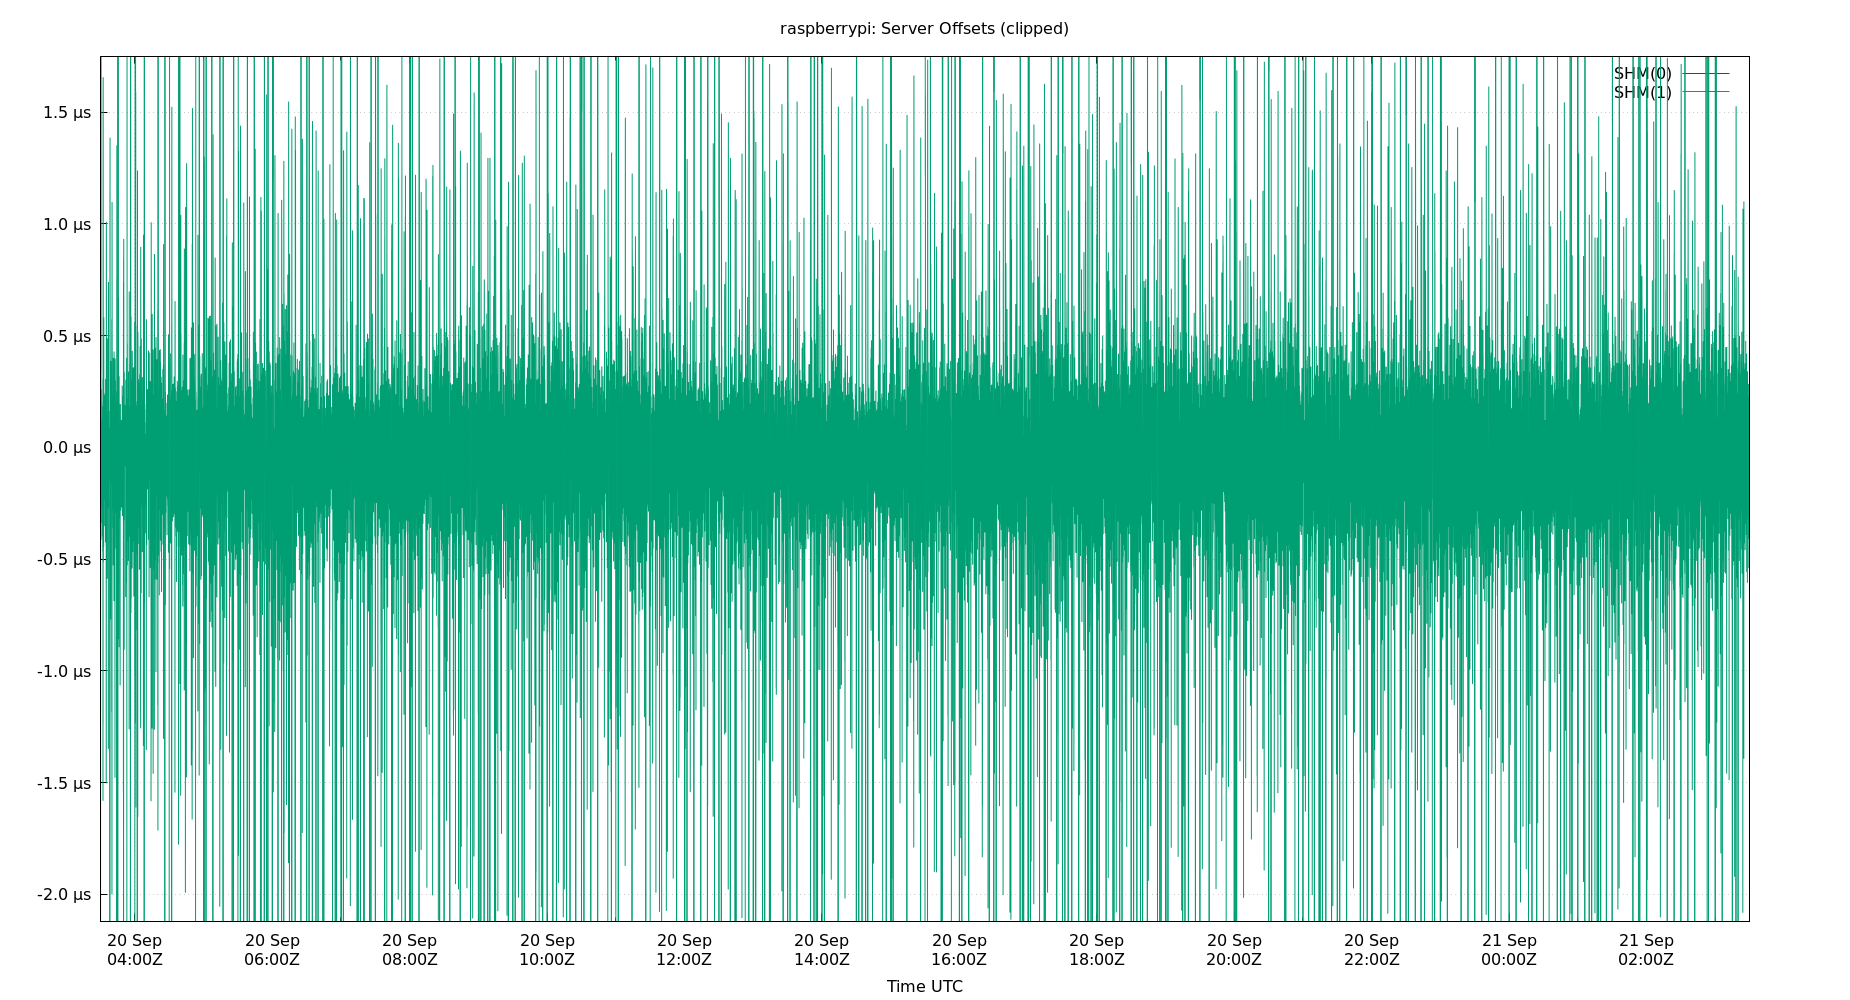 raspberrypi: Server Offsets (clipped)
SHM(0)
SHM(1)
1.5 µs
1.0 µs
0.5 µs
0.0 µs
-0.5 µs
-1.0 µs
-1.5 µs
-2.0 µs
20 Sep 20 Sep 20 Sep 20 Sep 20 Sep 20 Sep 20 Sep 20 Sep 20 Sep 20 Sep 21 Sep 21 Sep
04:00Z 06:00Z 08:00Z 10:00Z 12:00Z 14:00Z 16:00Z 18:00Z 20:00Z 22:00Z 00:00Z 02:00Z
Time UTC